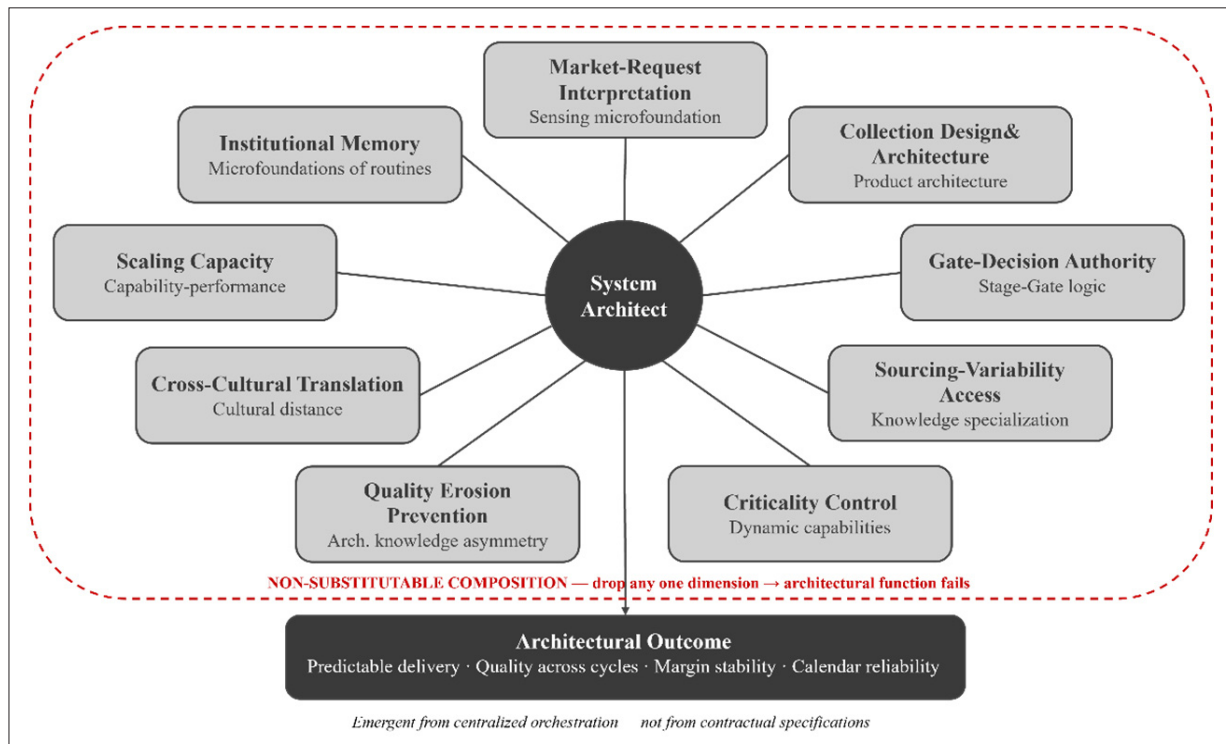 Market-Request
Interpretation
Sensing microfoundation
Institutional Memory
Microfoundations of routines
Collection Design&
Architecture
Product architecture
Scaling Capacity
Capability-performance
System
Architect
Gate-Decision Authority
Stage-Gate logic
Cross-Cultural Translation
Cultural distance
Sourcing-Variability
Access
Knowledge specialization
Quality Erosion
Prevention
Arch. knowledge asymmetry
Criticality Control
Dynamic capabilities
NON-SUBSTITUTABLE COMPOSITION — drop any one dimension → architectural function fails
Architectural Outcome
Predictable delivery · Quality across cycles · Margin stability · Calendar reliability
Emergent from centralized orchestration not from contractual specifications